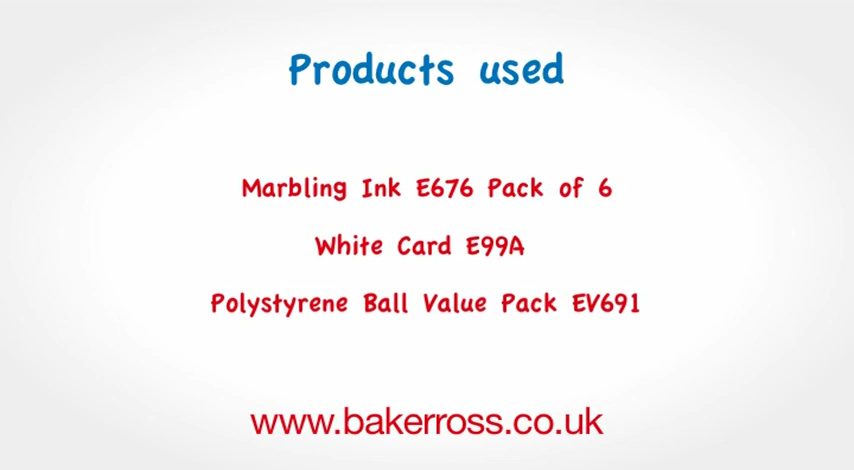 Products used
Marbling Ink E676 Pack of 6
White Card E99A
Polystyrene Ball Value Pack EV691
www.bakerross.co.uk